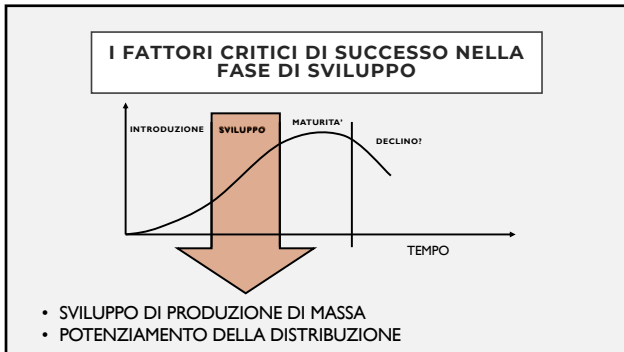 I FATTORI CRITICI DI SUCCESSO NELLA
FASE DI SVILUPPO
INTRODUZIONE
SVILUPPO
MATURITA'
DECLINO?
TEMPO
• SVILUPPO DI PRODUZIONE DI MASSA
• POTENZIAMENTO DELLA DISTRIBUZIONE